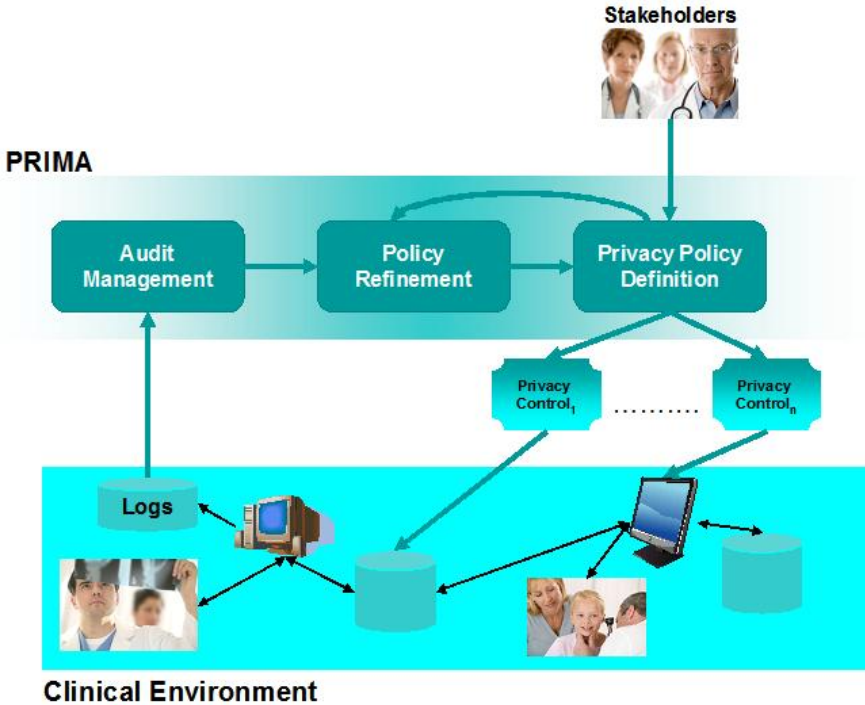 Stakeholders
PRIMA
Audit
Management
Policy
Refinement
Privacy Policy
Definition
Privacy
Control1
..........
Privacy
Controln
Logs
Clinical Environment